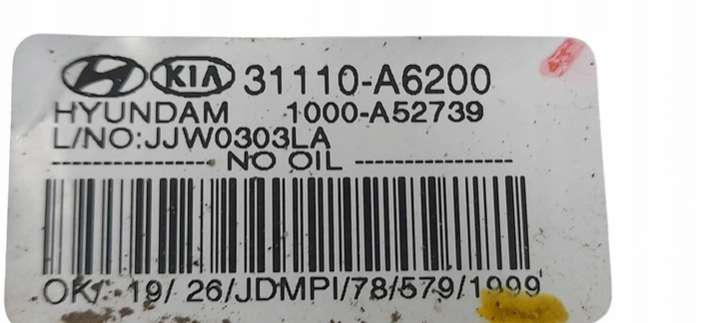 KIA 31110-A6200
HYUNDAM 1000-A52739
L/NO:JJW0303LA
NO OIL
OK: 19/ 26/JDMPI/78/579/1999